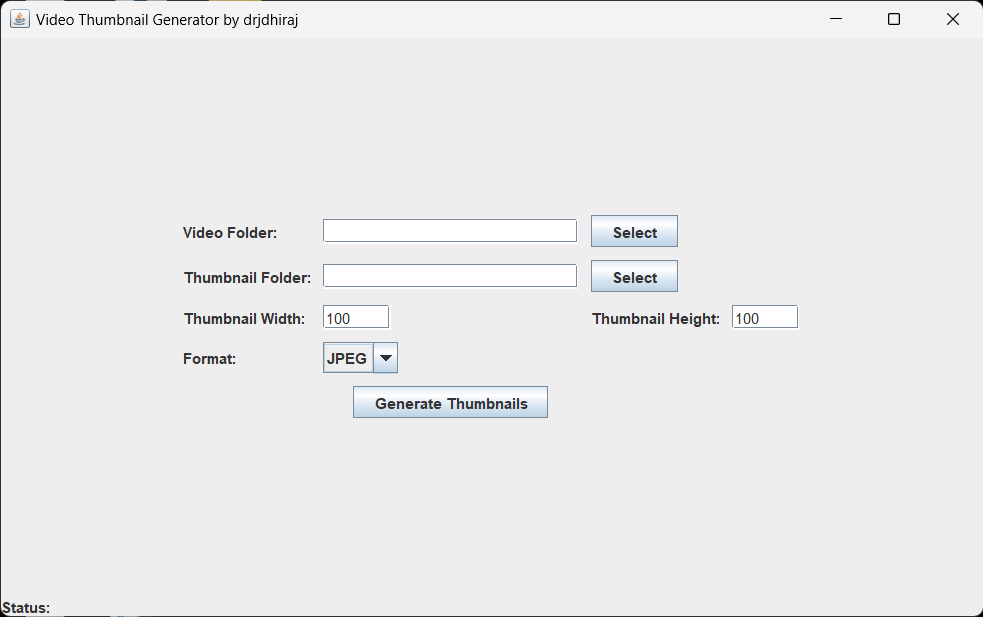 Video Thumbnail Generator by drjdhiraj
Video Folder: Select
Thumbnail Folder: Select
Thumbnail Width: 100 Thumbnail Height: 100
Format: JPEG
Generate Thumbnails
Status: